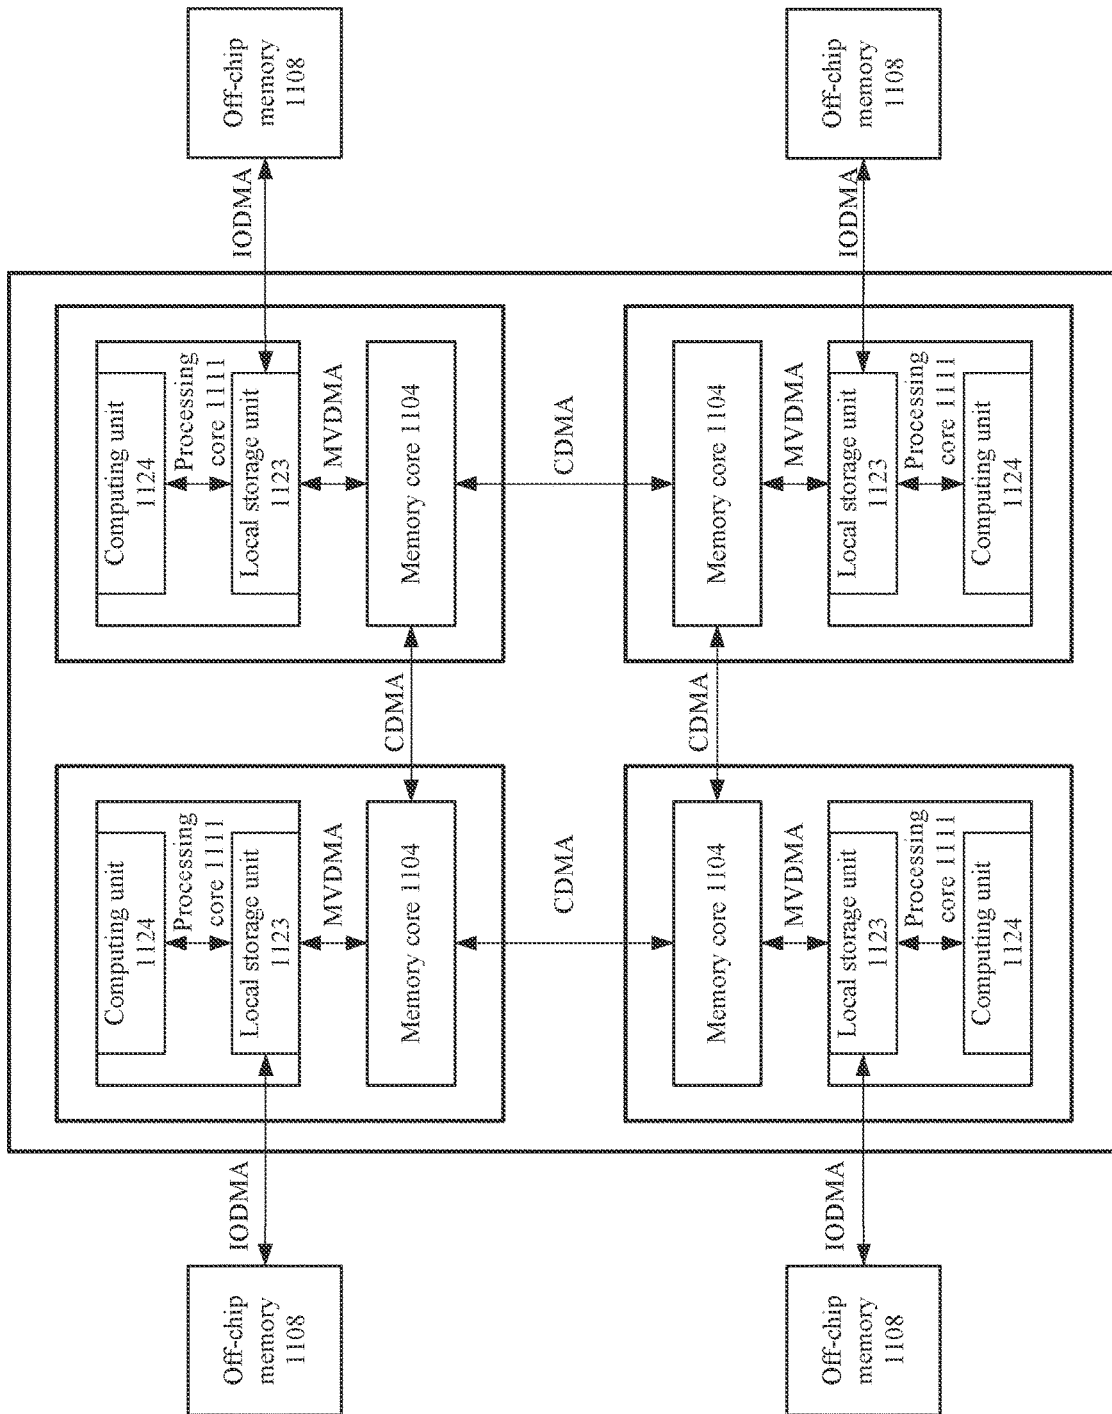 Off-chip
memory
1108
IODMA
Computing unit
1124
Processing
core 1111
Local storage unit
1123
MVDMA
Memory core 1104
CDMA
Computing unit
1124
Processing
core 1111
Local storage unit
1123
MVDMA
Memory core 1104
IODMA
Off-chip
memory
1108
CDMA
CDMA
Off-chip
memory
1108
IODMA
Memory core 1104
MVDMA
Local storage unit
1123
Processing
core 1111
Computing unit
1124
CDMA
Memory core 1104
MVDMA
Local storage unit
1123
Processing
core 1111
Computing unit
1124
IODMA
Off-chip
memory
1108